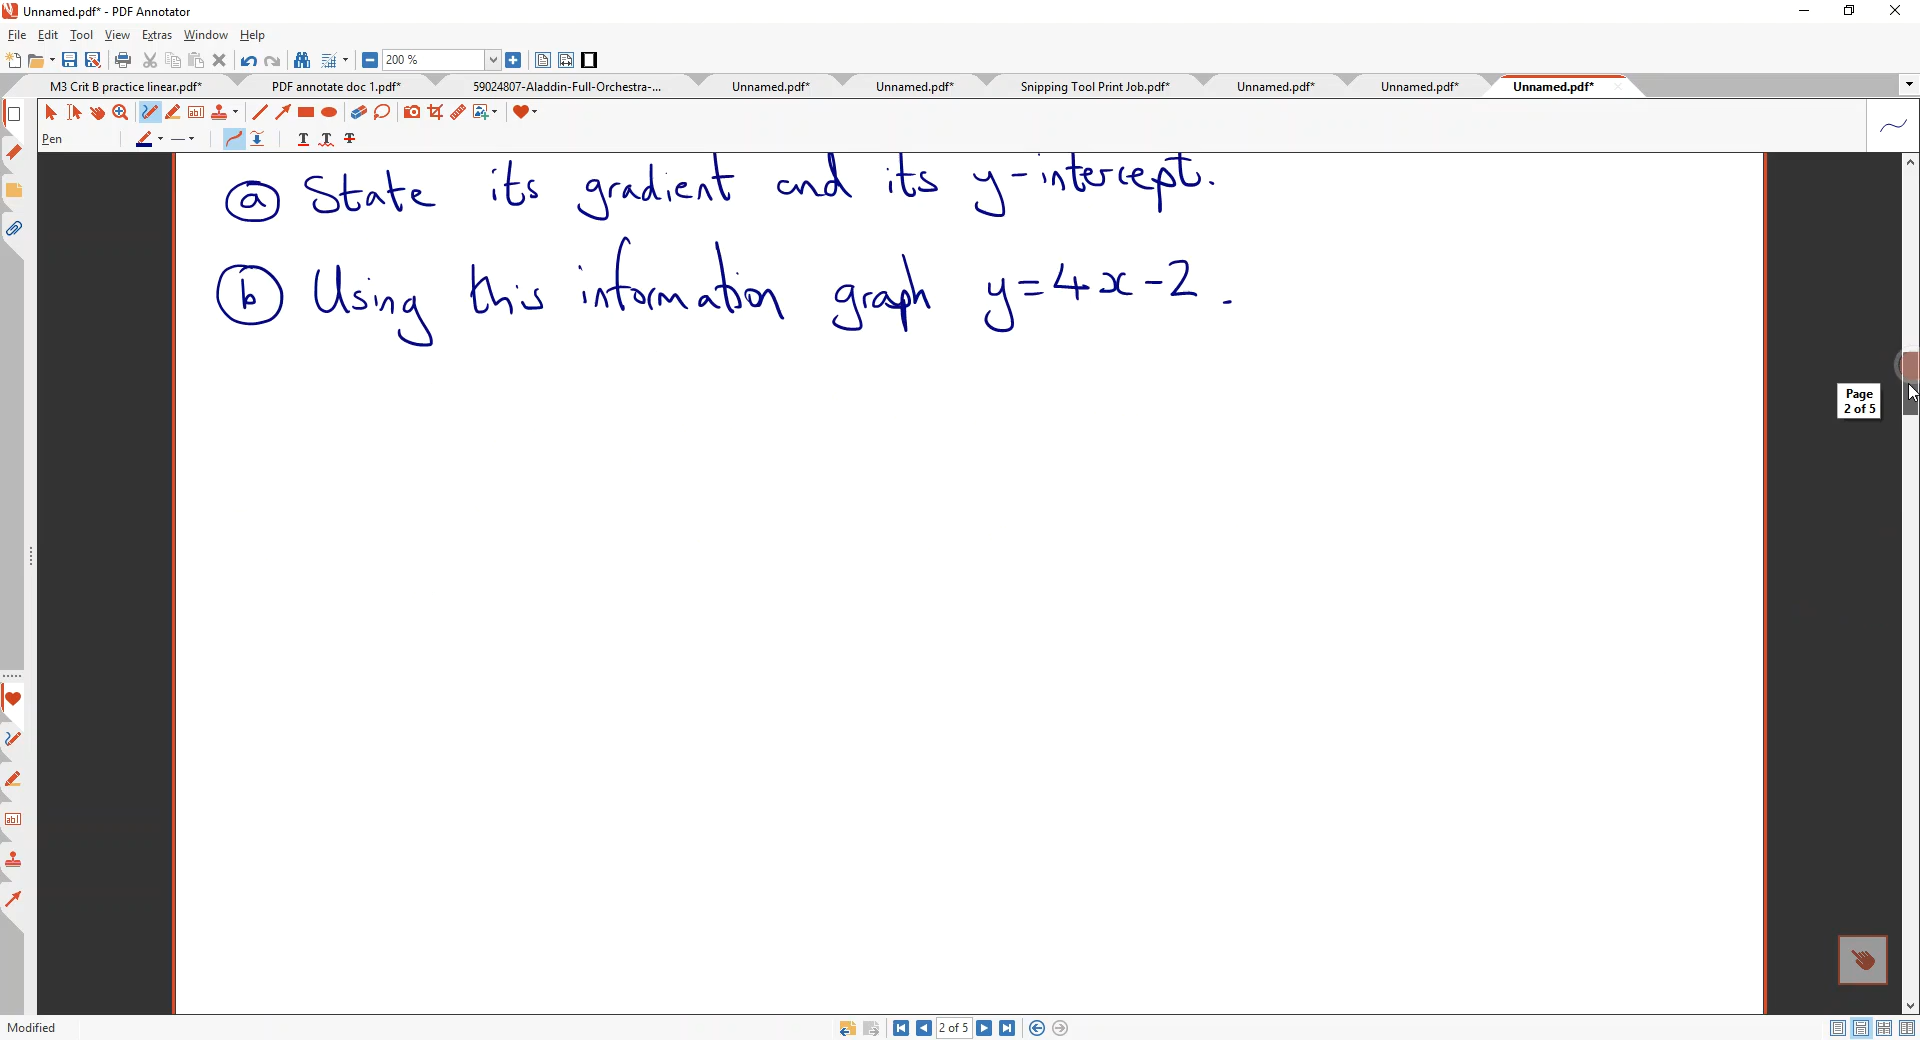 Unnamed.pdf* - PDF Annotator
File Edit Tool View Extras Window Help
200 %
M3 Crit B practice linear.pdf* PDF annotate doc 1.pdf* 59024807-Aladdin-Full-Orchestra-... Unnamed.pdf* Unnamed.pdf* Snipping Tool Print Job.pdf* Unnamed.pdf* Unnamed.pdf* Unnamed.pdf*
Pen
a State its gradient and its y-intercept.
b Using this information graph y=4x-2.
Page
2 of 5
Modified 2 of 5